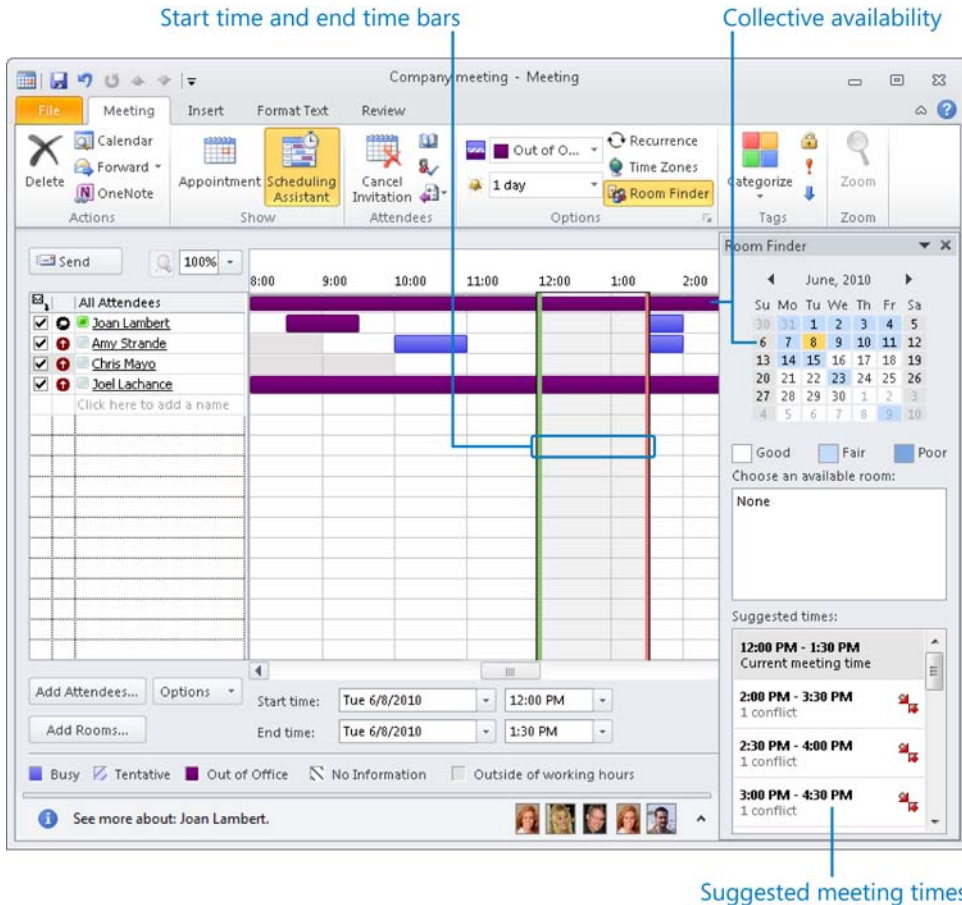 Start time and end time bars
Collective availability
Company meeting - Meeting
File Meeting Insert Format Text Review
Delete
Calendar
Forward
OneNote
Actions
Appointment
Scheduling Assistant
Show
Cancel Invitation
Attendees
Out of O...
1 day
Recurrence
Time Zones
Room Finder
Options
Categorize
Tags
Zoom
Zoom
Send
100%
8:00 9:00 10:00 11:00 12:00 1:00 2:00
All Attendees
Joan Lambert
Amy Strande
Chris Mayo
Joel Lachance
Click here to add a name
Add Attendees... Options
Add Rooms...
Start time: Tue 6/8/2010 12:00 PM
End time: Tue 6/8/2010 1:30 PM
Busy Tentative Out of Office No Information Outside of working hours
See more about: Joan Lambert.
Room Finder
June, 2010
Su Mo Tu We Th Fr Sa
30 31 1 2 3 4 5
6 7 8 9 10 11 12
13 14 15 16 17 18 19
20 21 22 23 24 25 26
27 28 29 30 1 2 3
4 5 6 7 8 9 10
Good Fair Poor
Choose an available room:
None
Suggested times:
12:00 PM - 1:30 PM
Current meeting time
2:00 PM - 3:30 PM
1 conflict
2:30 PM - 4:00 PM
1 conflict
3:00 PM - 4:30 PM
1 conflict
Suggested meeting times